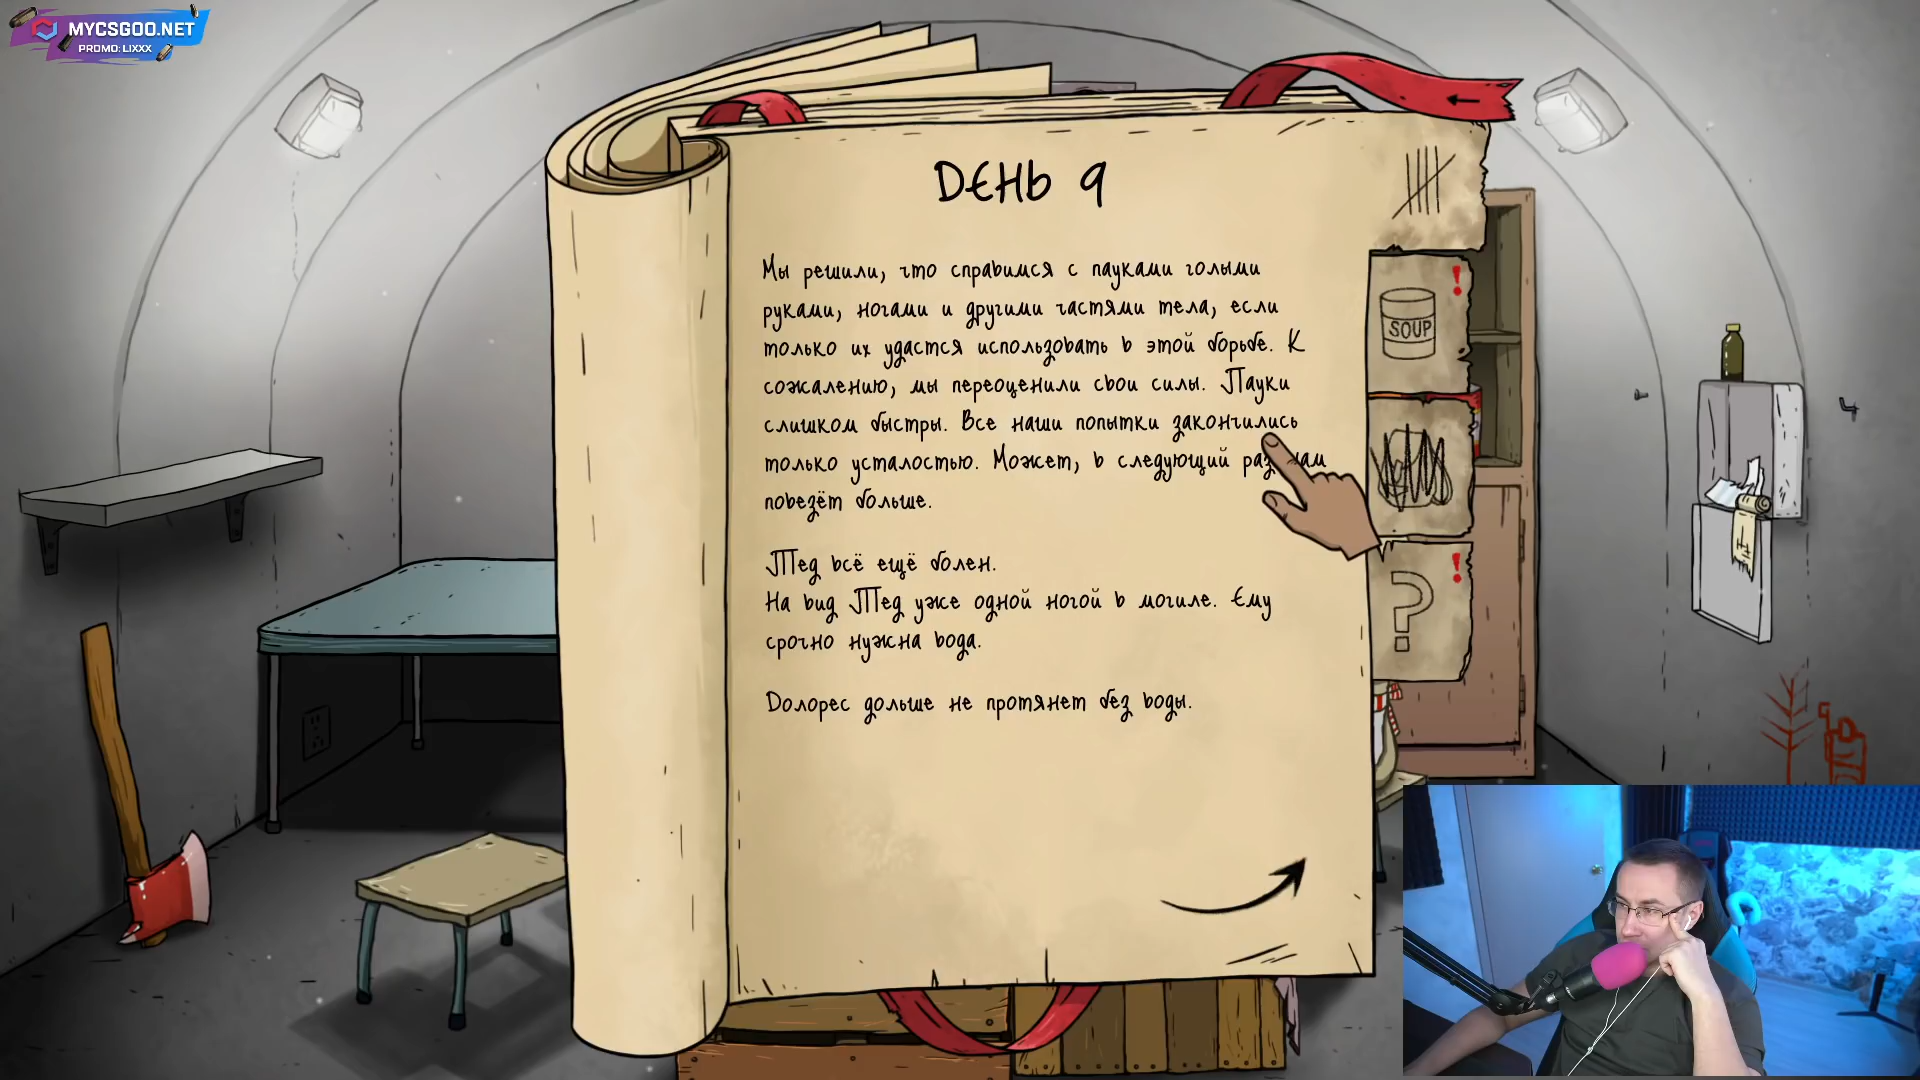 MYCSGOO.NET
PROMO: LIXXX
ДЕНЬ 9
Мы решили, что справимся с пауками голыми
руками, ногами и другими частями тела, если
только их удастся использовать в этой борьбе. К
сожалению, мы переоценили свои силы. Пауки
слишком быстры. Все наши попытки закончились
только усталостью. Может, в следующий раз нам
повезёт больше.
Тед всё ещё болен.
На вид Тед уже одной ногой в могиле. Ему
срочно нужна вода.
Долорес дольше не протянет без воды.
!
SOUP
!
?